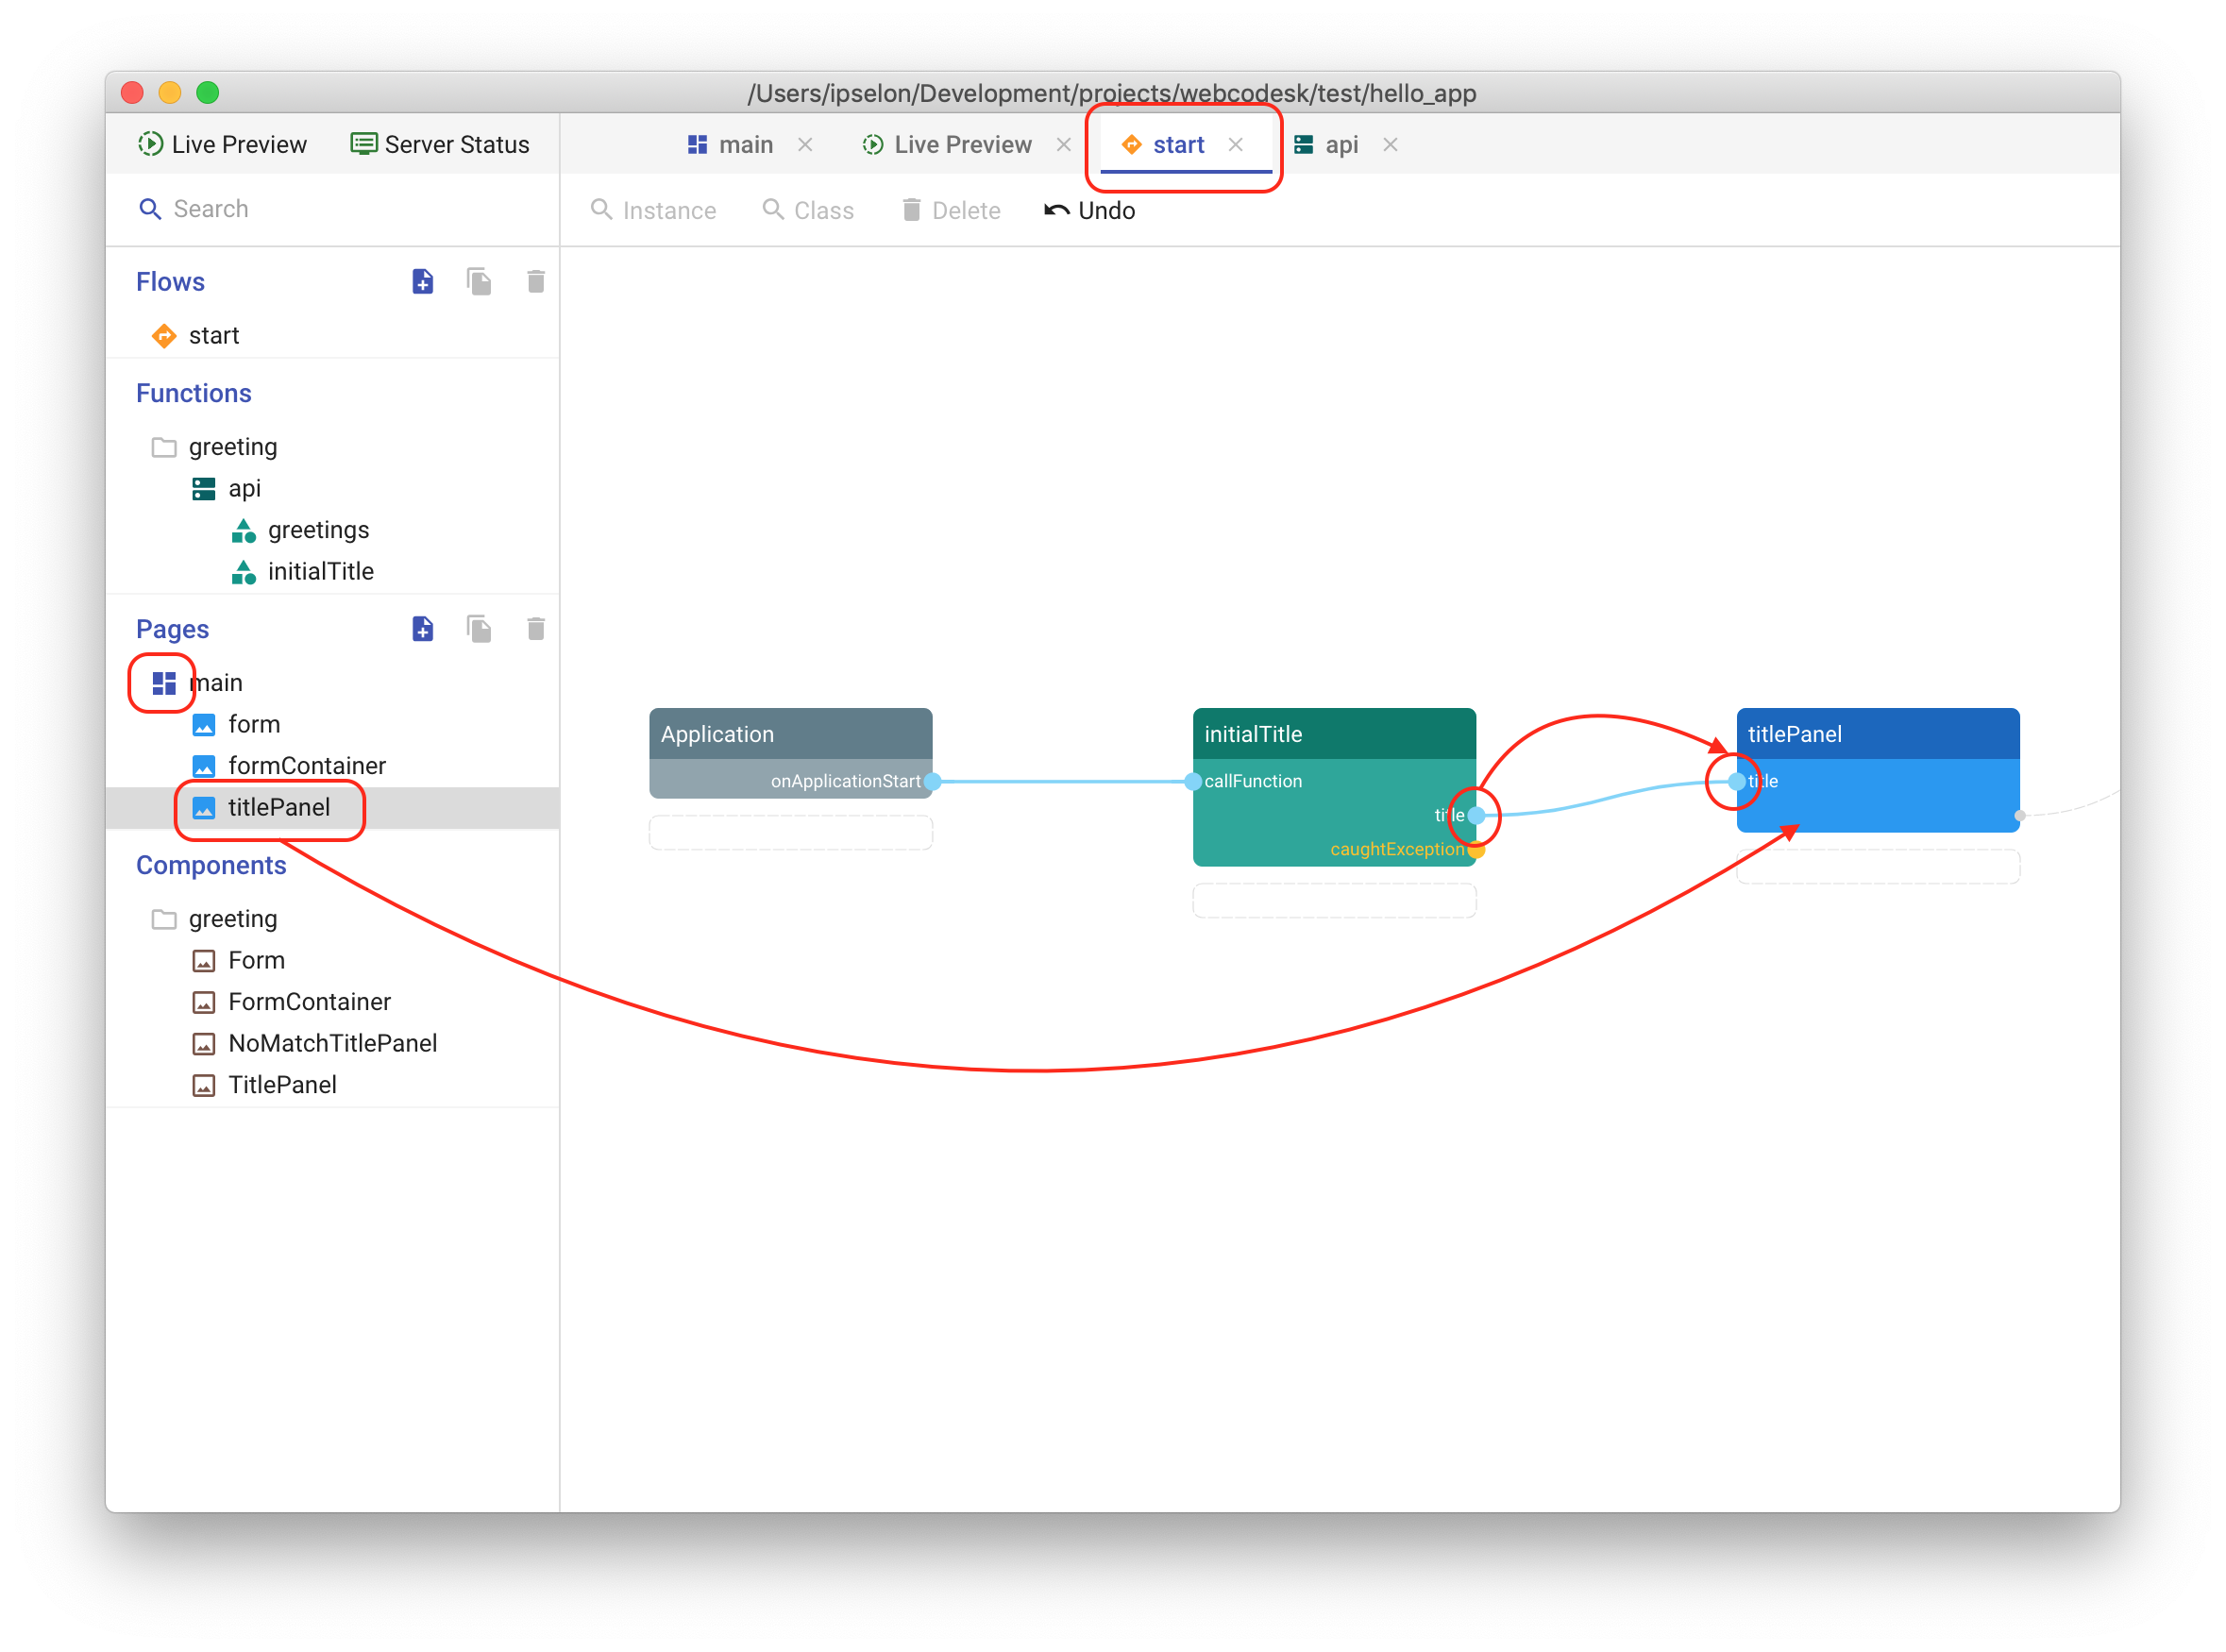 /Users/ipselon/Development/projects/webcodesk/test/hello_app
Live Preview Server Status main Live Preview start api
Search Instance Class Delete Undo
Flows
start
Functions
greeting
api
greetings
initialTitle
Pages
main
form
formContainer
titlePanel
Components
greeting
Form
FormContainer
NoMatchTitlePanel
TitlePanel
Application
onApplicationStart
initialTitle
callFunction
title
caughtException
titlePanel
title